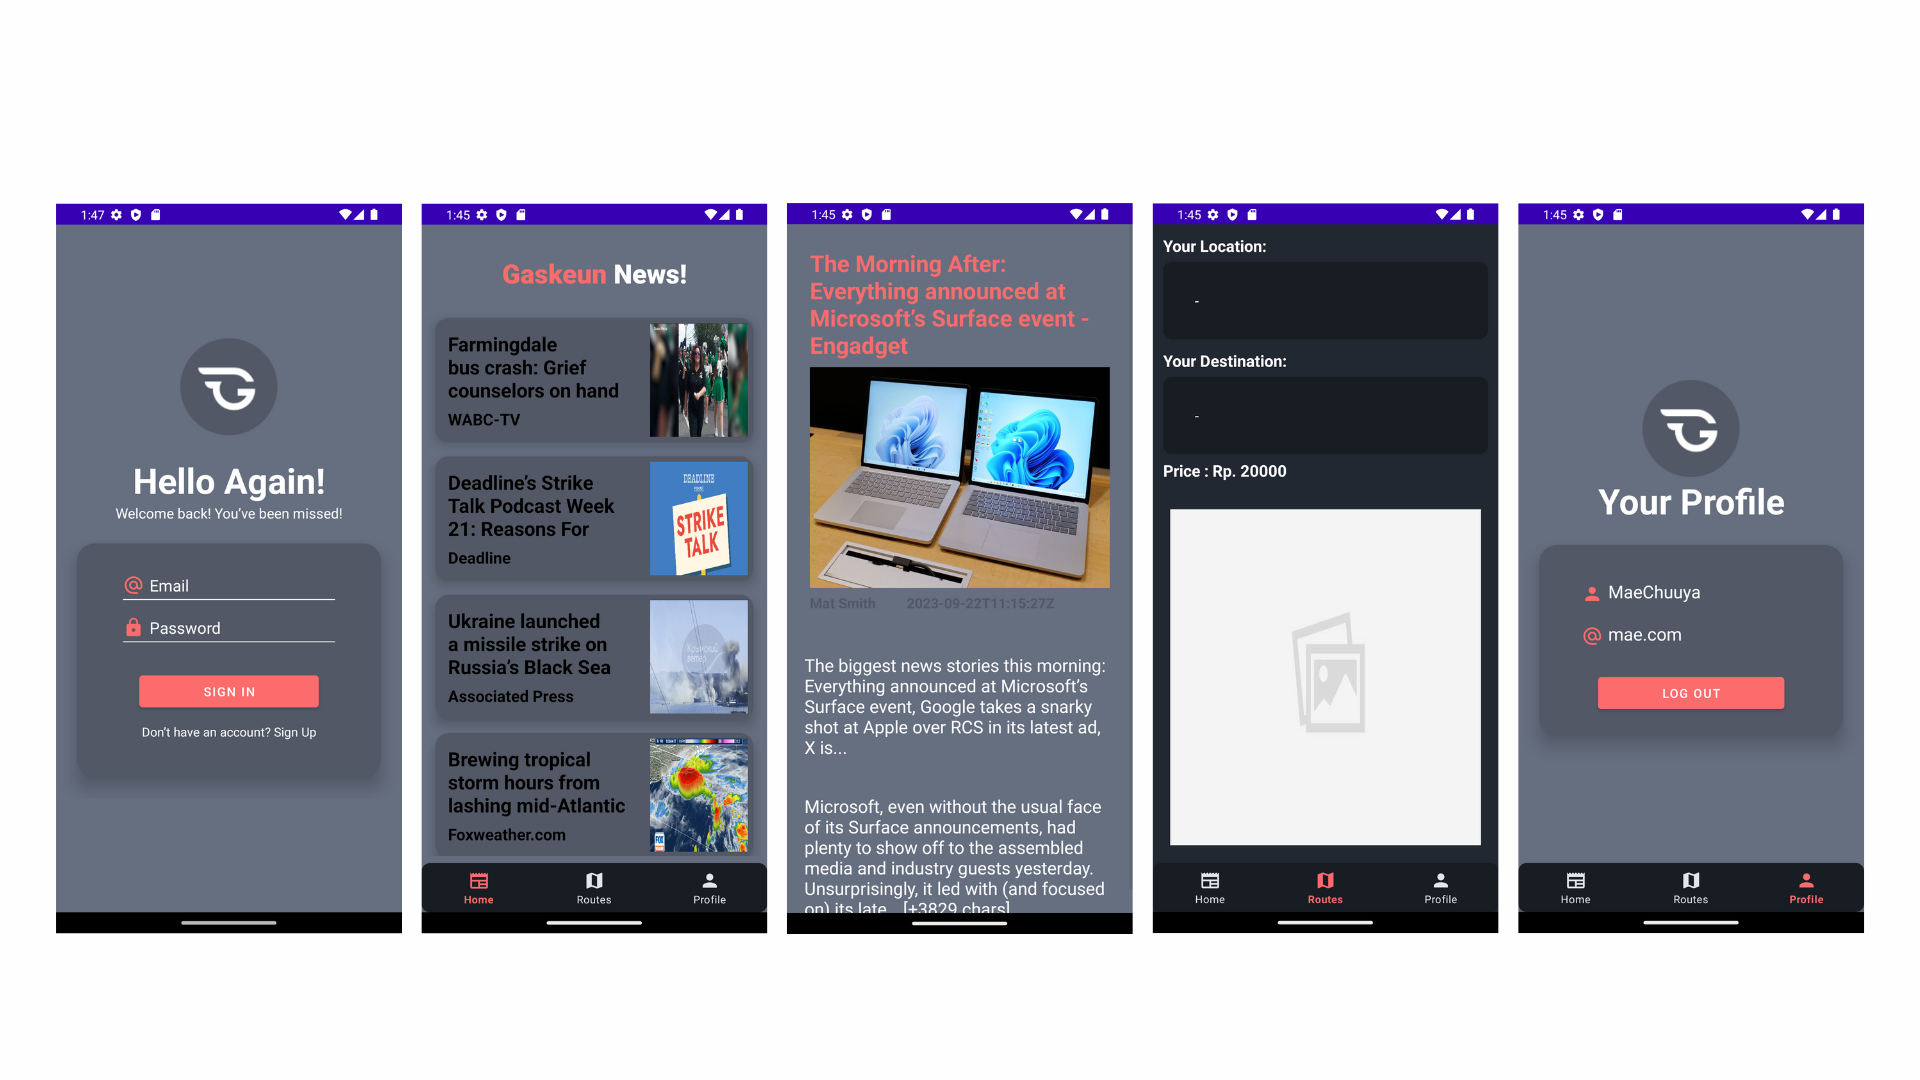 1:47
Hello Again!
Welcome back! You've been missed!
Email
Password
SIGN IN
Don't have an account? Sign Up
1:45
Gaskeun News!
Farmingdale
bus crash: Grief
counselors on hand
WABC-TV
Deadline's Strike
Talk Podcast Week
21: Reasons For
Deadline
DEADLINE
STRIKE
TALK
Ukraine launched
a missile strike on
Russia's Black Sea
Associated Press
Крымский
ветер
Brewing tropical
storm hours from
lashing mid-Atlantic
Foxweather.com
FOX
Home
Routes
Profile
1:45
The Morning After:
Everything announced at
Microsoft's Surface event -
Engadget
Mat Smith 2023-09-22T11:15:27Z
The biggest news stories this morning:
Everything announced at Microsoft's
Surface event, Google takes a snarky
shot at Apple over RCS in its latest ad,
X is...
Microsoft, even without the usual face
of its Surface announcements, had
plenty to show off to the assembled
media and industry guests yesterday.
Unsurprisingly, it led with (and focused
on) its late… [+3829 chars]
1:45
Your Location:
-
Your Destination:
-
Price : Rp. 20000
Home
Routes
Profile
1:45
Your Profile
MaeChuuya
mae.com
LOG OUT
Home
Routes
Profile